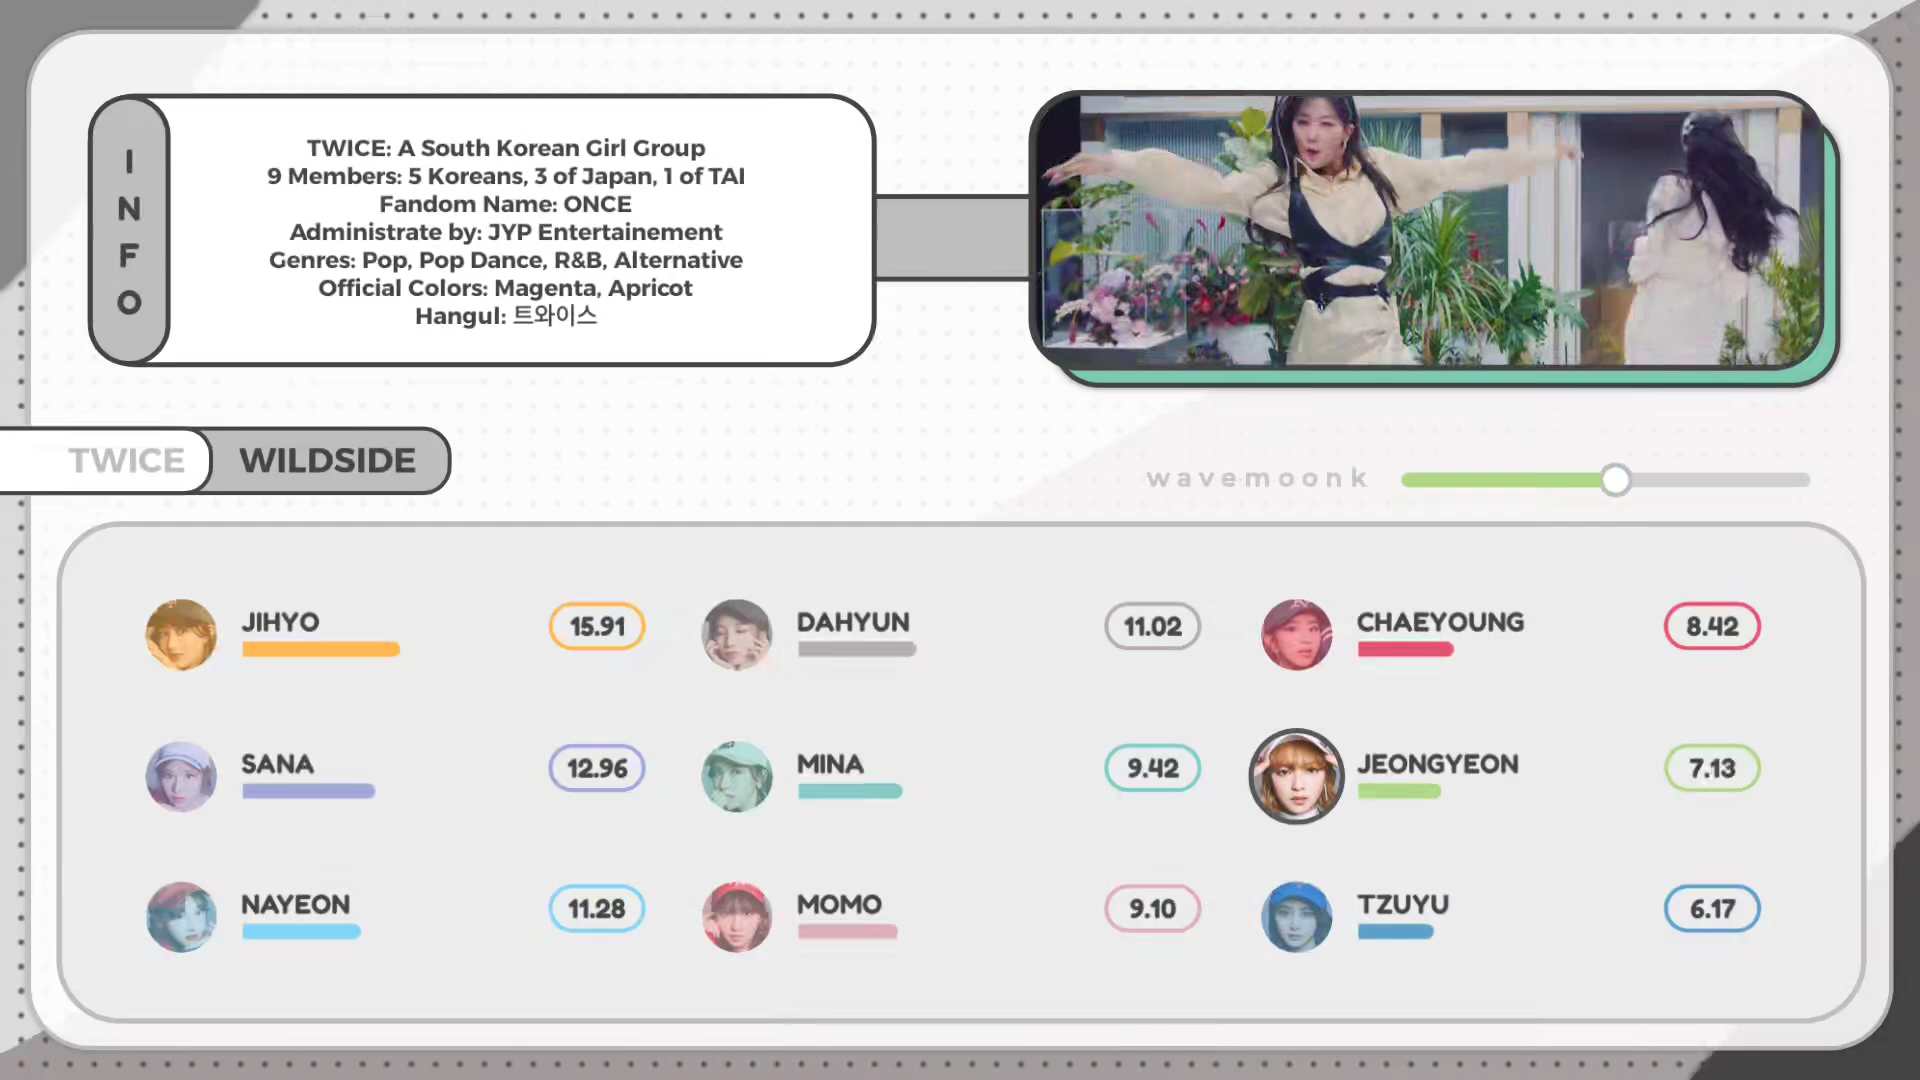 INFO
TWICE: A South Korean Girl Group
9 Members: 5 Koreans, 3 of Japan, 1 of TAI
Fandom Name: ONCE
Administrate by: JYP Entertainement
Genres: Pop, Pop Dance, R&B, Alternative
Official Colors: Magenta, Apricot
Hangul: 트와이스
TWICE WILDSIDE
wavemoonk
JIHYO 15.91
DAHYUN 11.02
CHAEYOUNG 8.42
SANA 12.96
MINA 9.42
JEONGYEON 7.13
NAYEON 11.28
MOMO 9.10
TZUYU 6.17